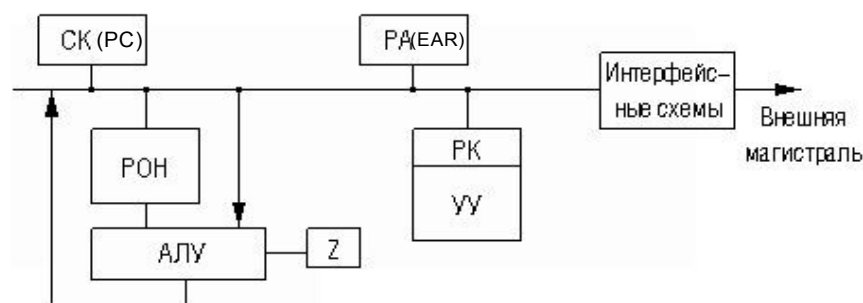 СК (PC)
РА(EAR)
Интерфейс–
ные схемы
Внешняя
магистраль
РОН
РК
УУ
АЛУ
Z